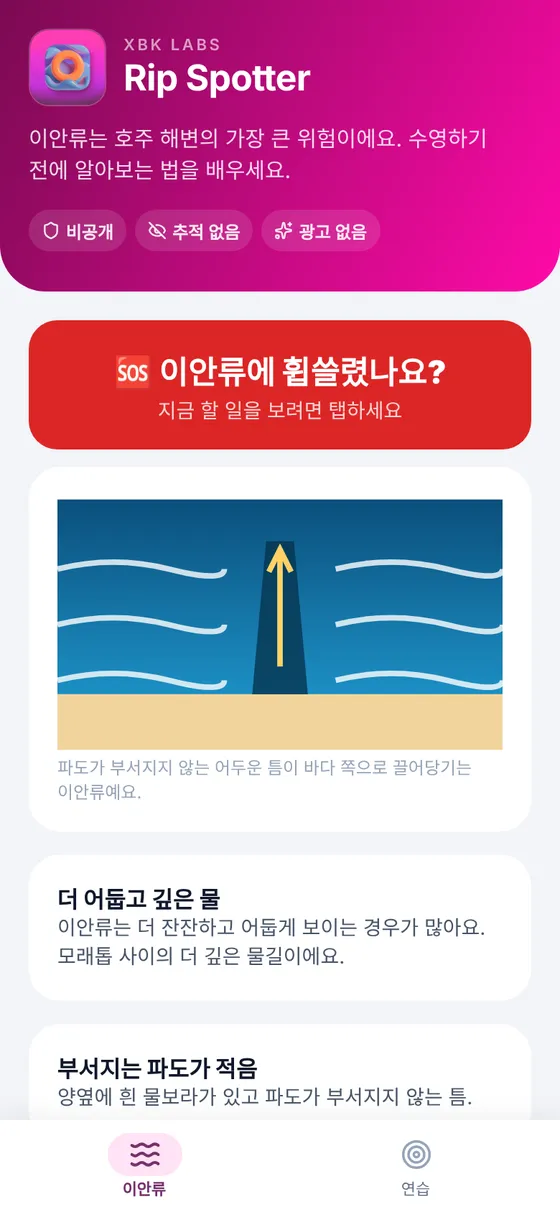 XBK LABS
Rip Spotter
이안류는 호주 해변의 가장 큰 위험이에요. 수영하기
전에 알아보는 법을 배우세요.
비공개
추적 없음
광고 없음
🆘 이안류에 휩쓸렸나요?
지금 할 일을 보려면 탭하세요
파도가 부서지지 않는 어두운 틈이 바다 쪽으로 끌어당기는
이안류예요.
더 어둡고 깊은 물
이안류는 더 잔잔하고 어둡게 보이는 경우가 많아요.
모래톱 사이의 더 깊은 물길이에요.
부서지는 파도가 적음
양옆에 흰 물보라가 있고 파도가 부서지지 않는 틈.
이안류
연습